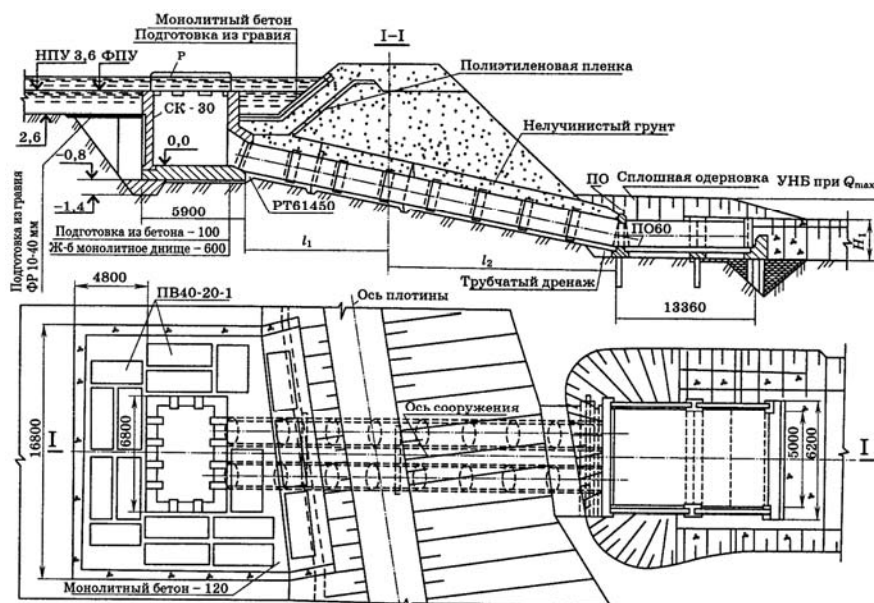 Монолитный бетон
Подготовка из гравия
I–I
НПУ 3,6 ФПУ
Р
Полиэтиленовая пленка
СК - 30
Нелучинистый грунт
2,6
0,0
-0,8
-1,4
ПО
Сплошная одерновка
УНБ при Qmax
РТ61450
ПО60
H1
5900
Подготовка из бетона – 100
Ж-б монолитное днище – 600
l1
l2
Трубчатый дренаж
Подготовка из гравия
ФР 10-40 мм
4800
ПВ40-20-1
Ось плотины
13360
16800
6800
Ось сооружения
5000
6200
I
I
Монолитный бетон – 120